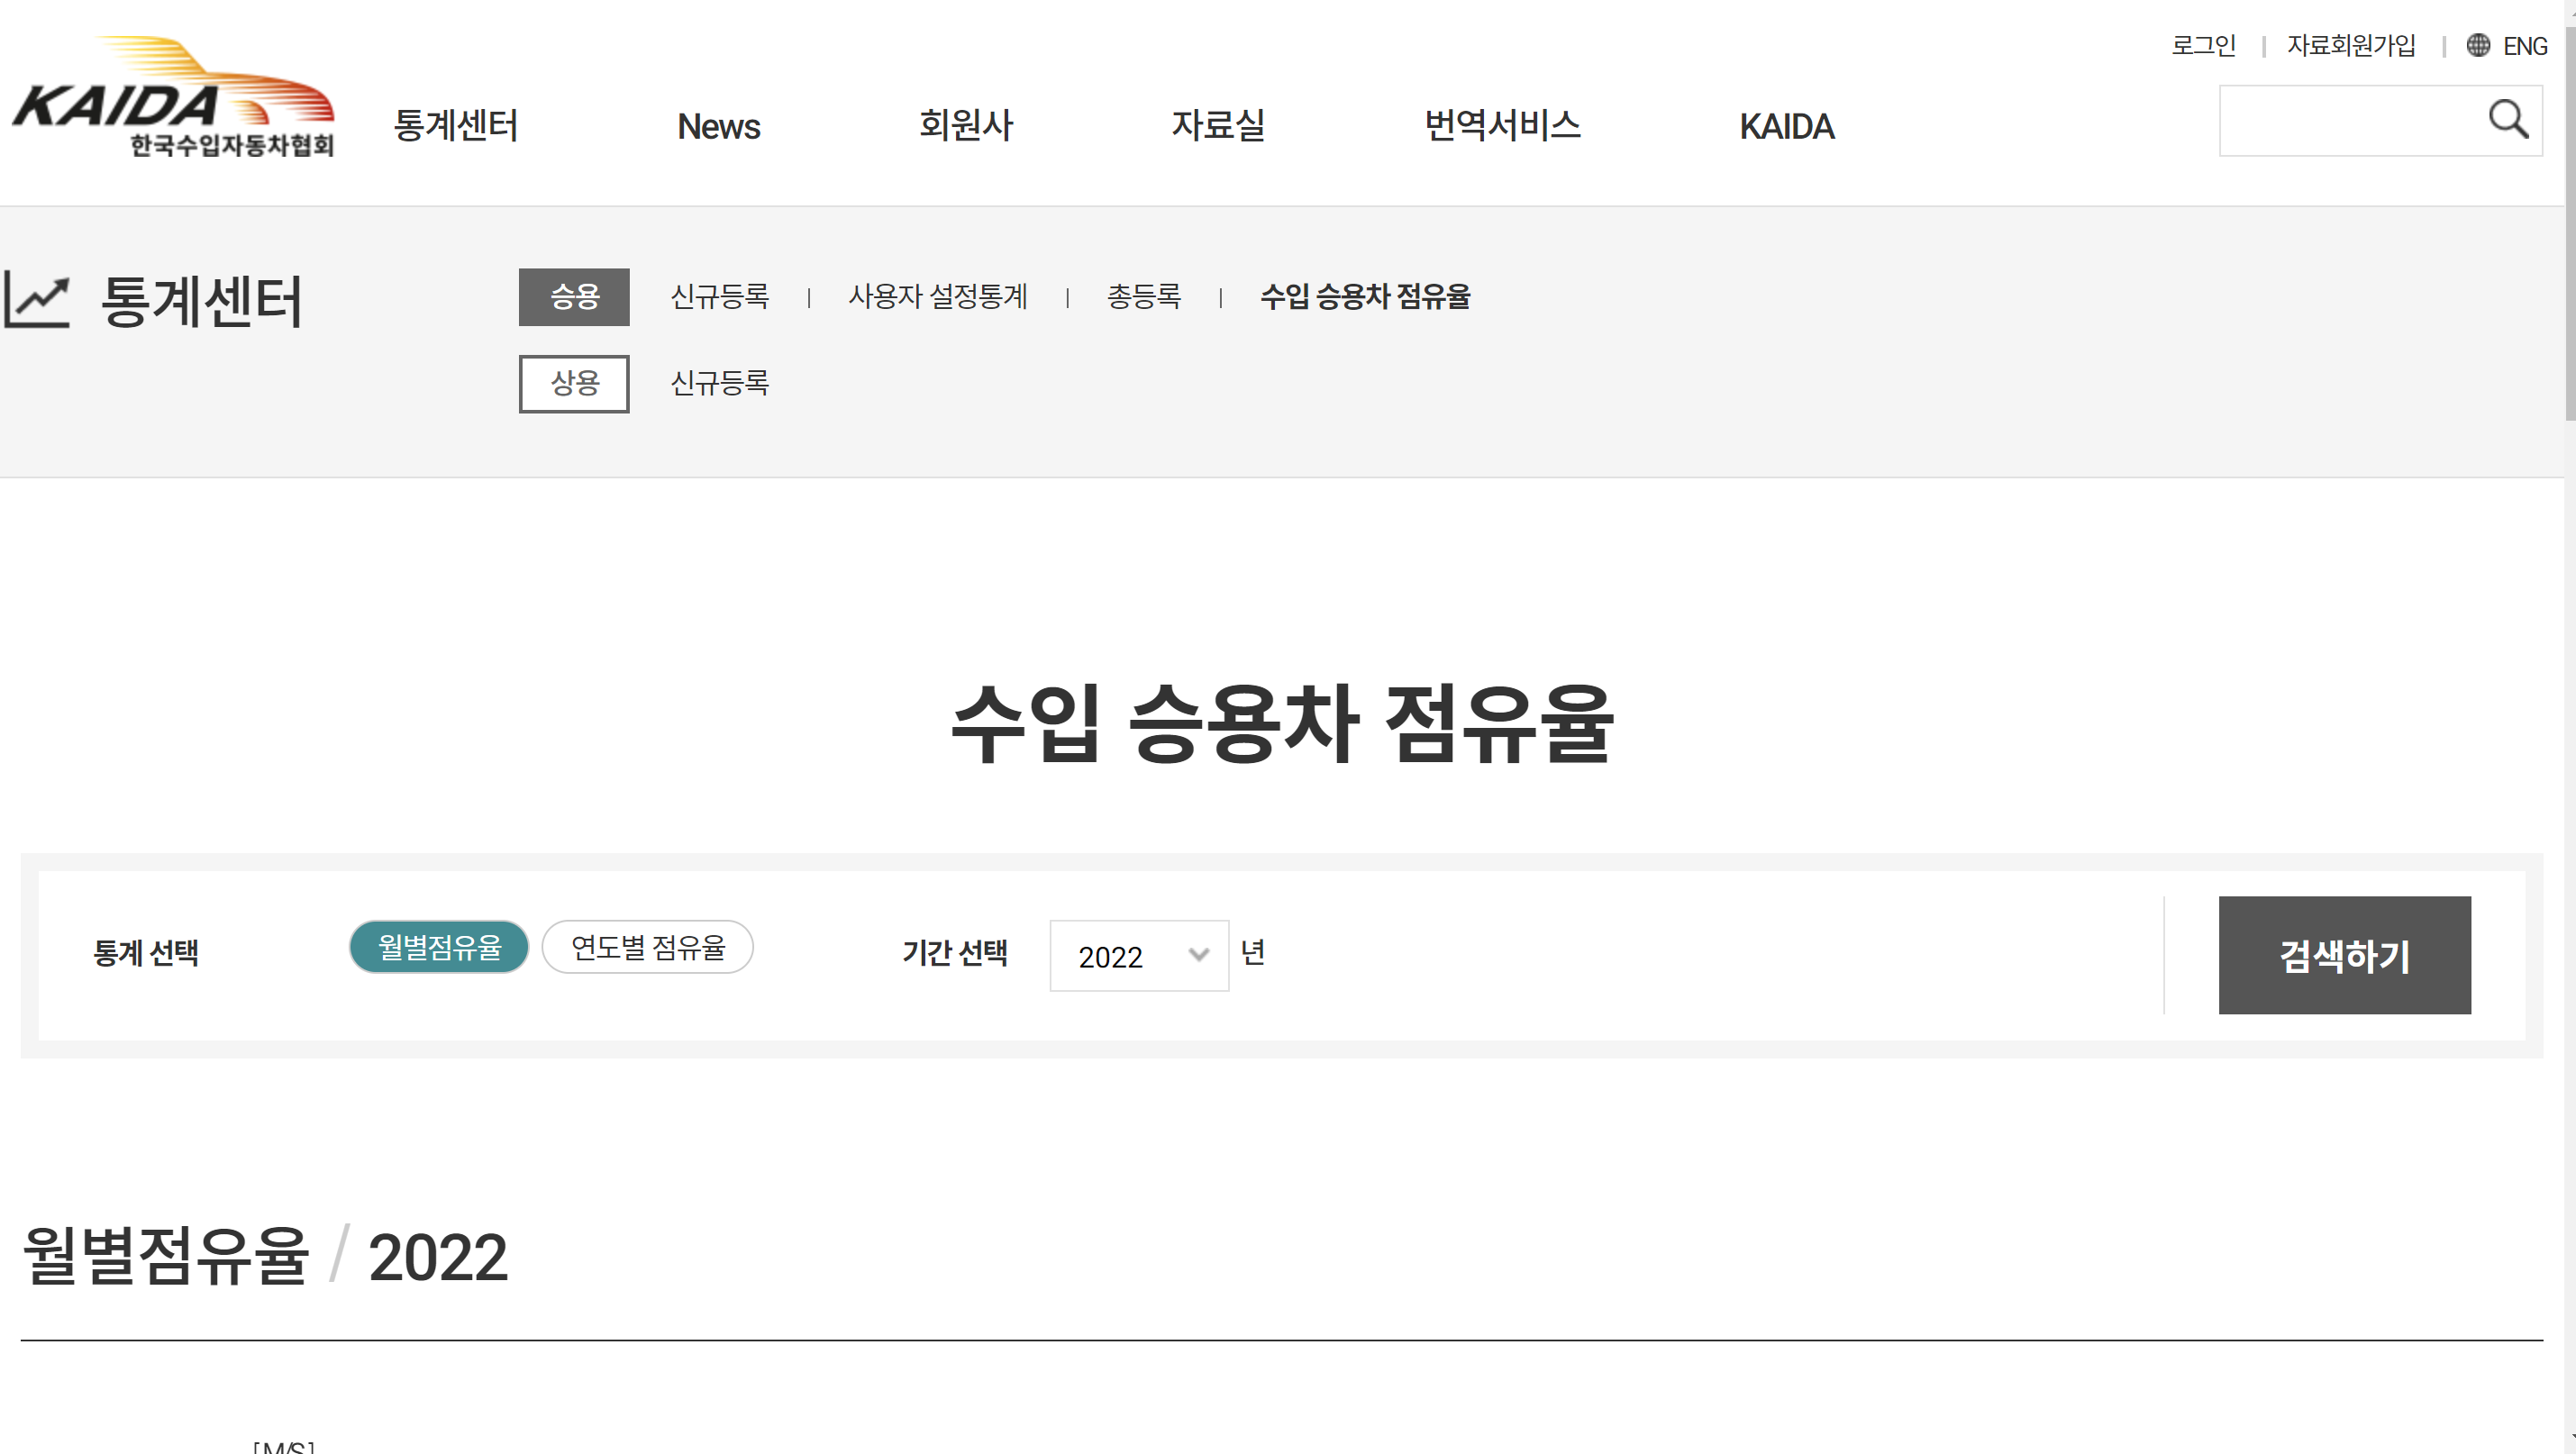 로그인 | 자료회원가입 | ENG
KAIDA
한국수입자동차협회
통계센터 News 회원사 자료실 번역서비스 KAIDA
통계센터
승용 신규등록 | 사용자 설정통계 | 총등록 | 수입 승용차 점유율
상용 신규등록
수입 승용차 점유율
통계 선택 월별점유율 연도별 점유율 기간 선택 2022 년 검색하기
월별점유율 / 2022
[M/S]